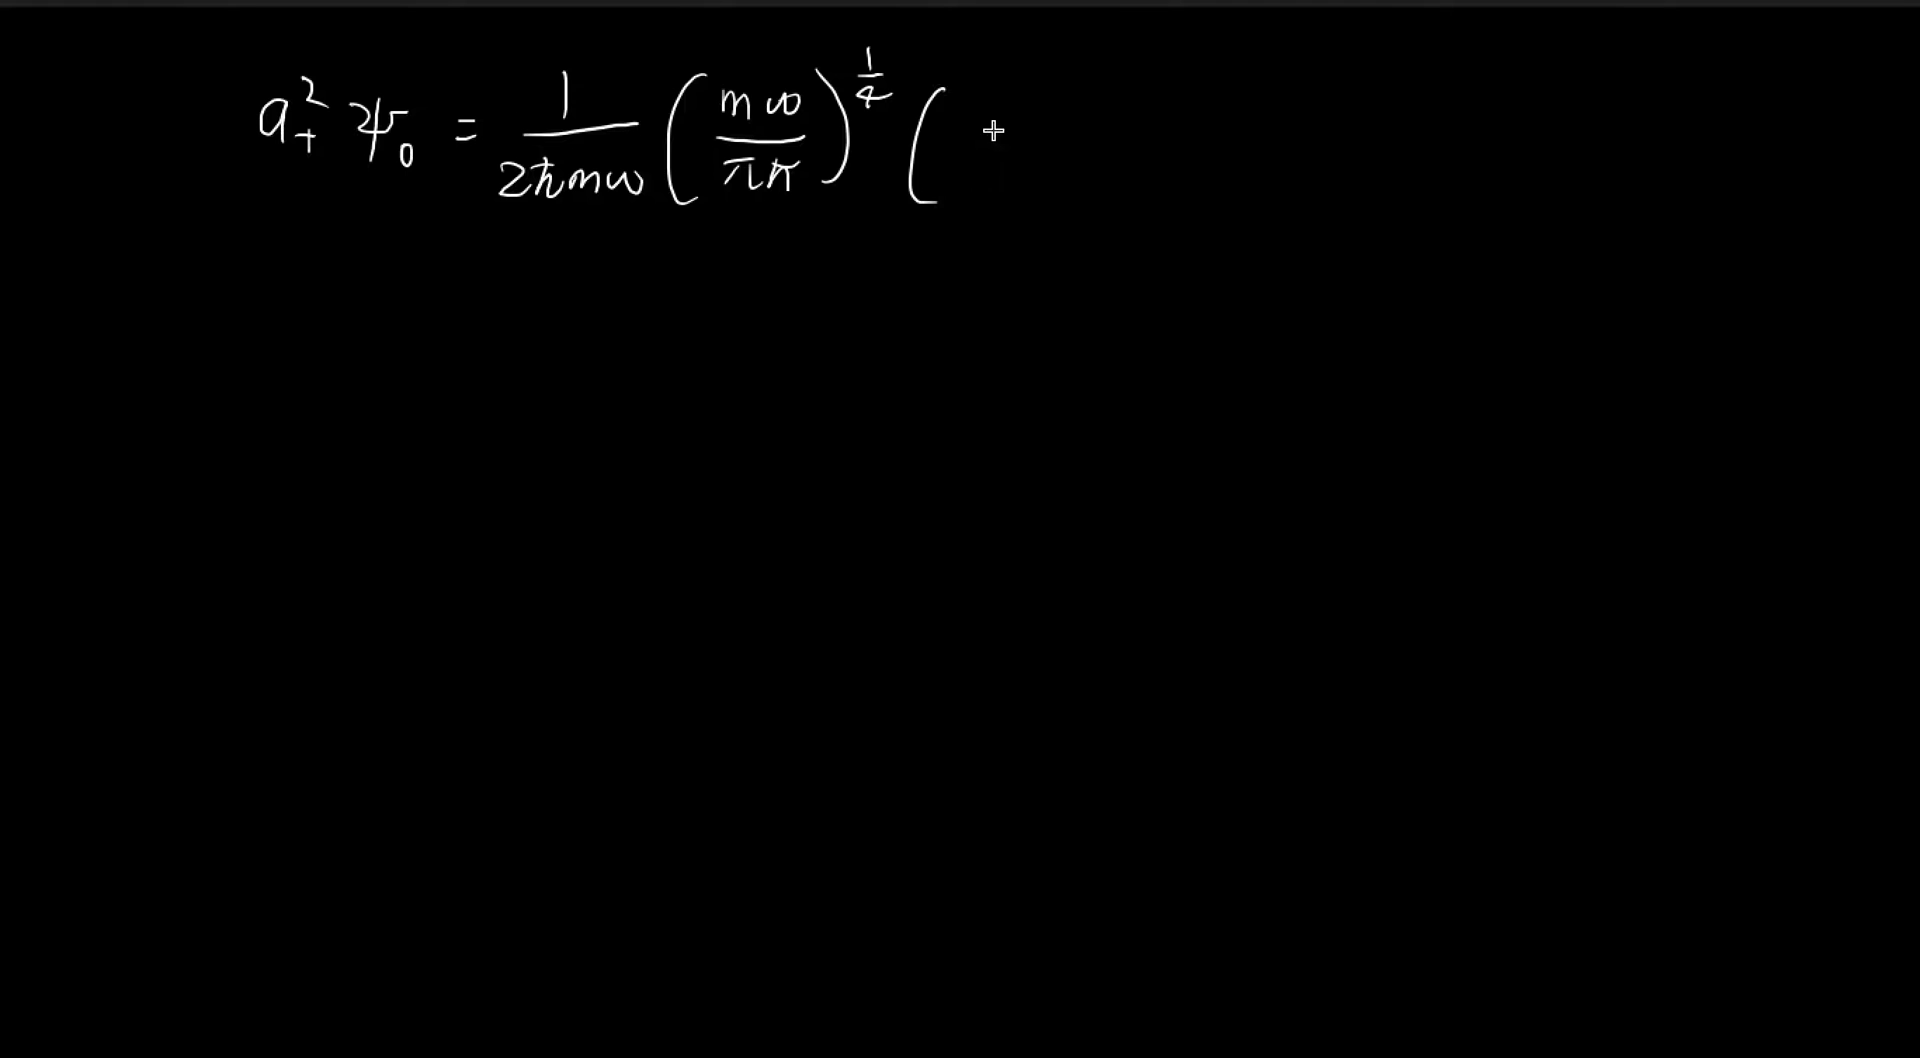 a₊² ψ₀ = 1/(2ħmω) (mω/πħ)^(1/4) (